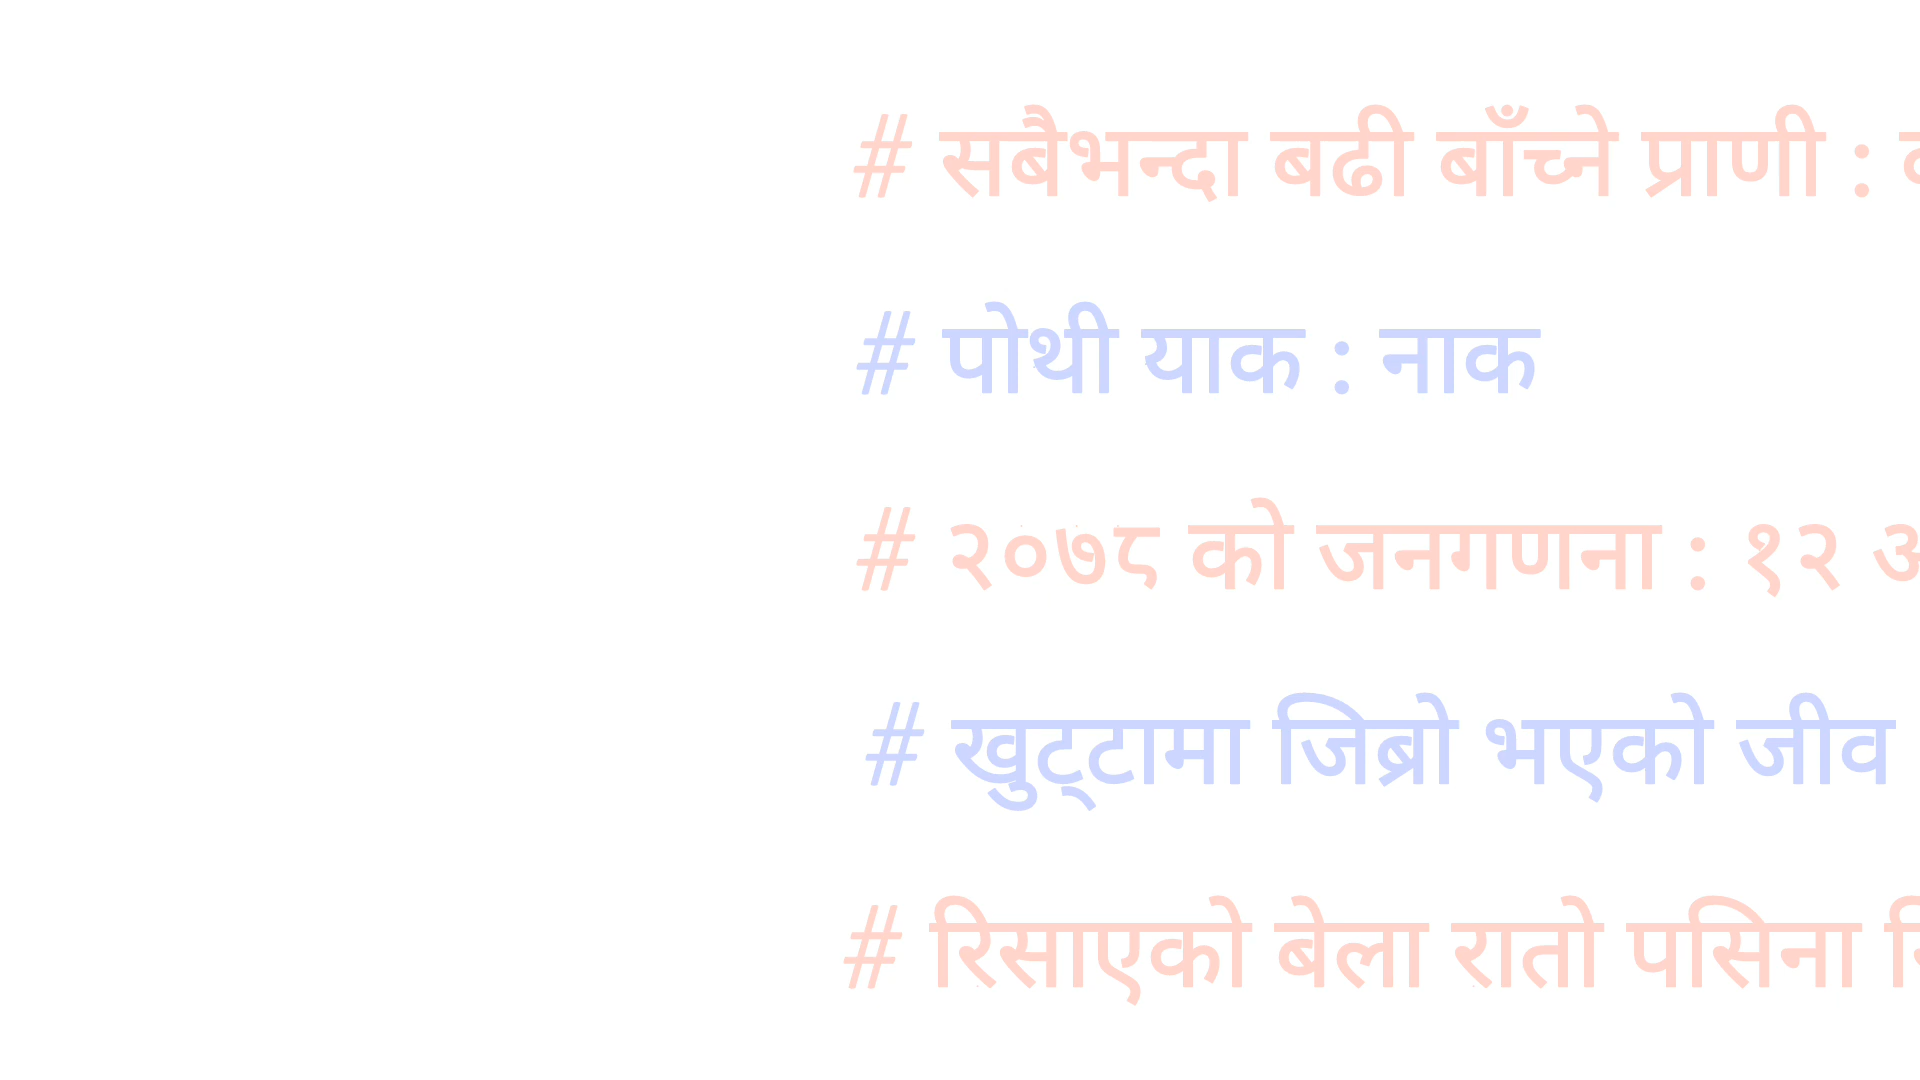 # सबैभन्दा बढी बाँच्ने प्राणी :
# पोथी याक : नाक
# २०७८ को जनगणना : १२
# खुट्टामा जिब्रो भएको जीव
# रिसाएको बेला रातो पसिना